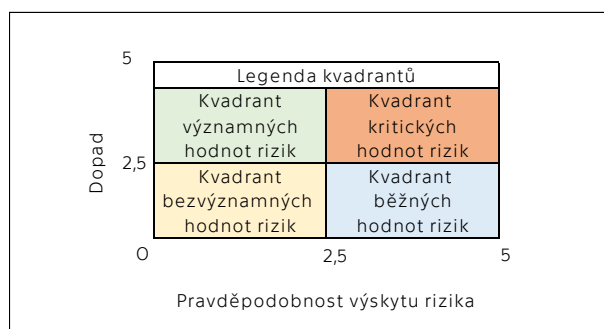 5
Legenda kvadrantů
Kvadrant
významných
hodnot rizik
Kvadrant
kritických
hodnot rizik
Dopad
2,5
Kvadrant
bezvýznamných
hodnot rizik
Kvadrant
běžných
hodnot rizik
0
2,5
5
Pravděpodobnost výskytu rizika